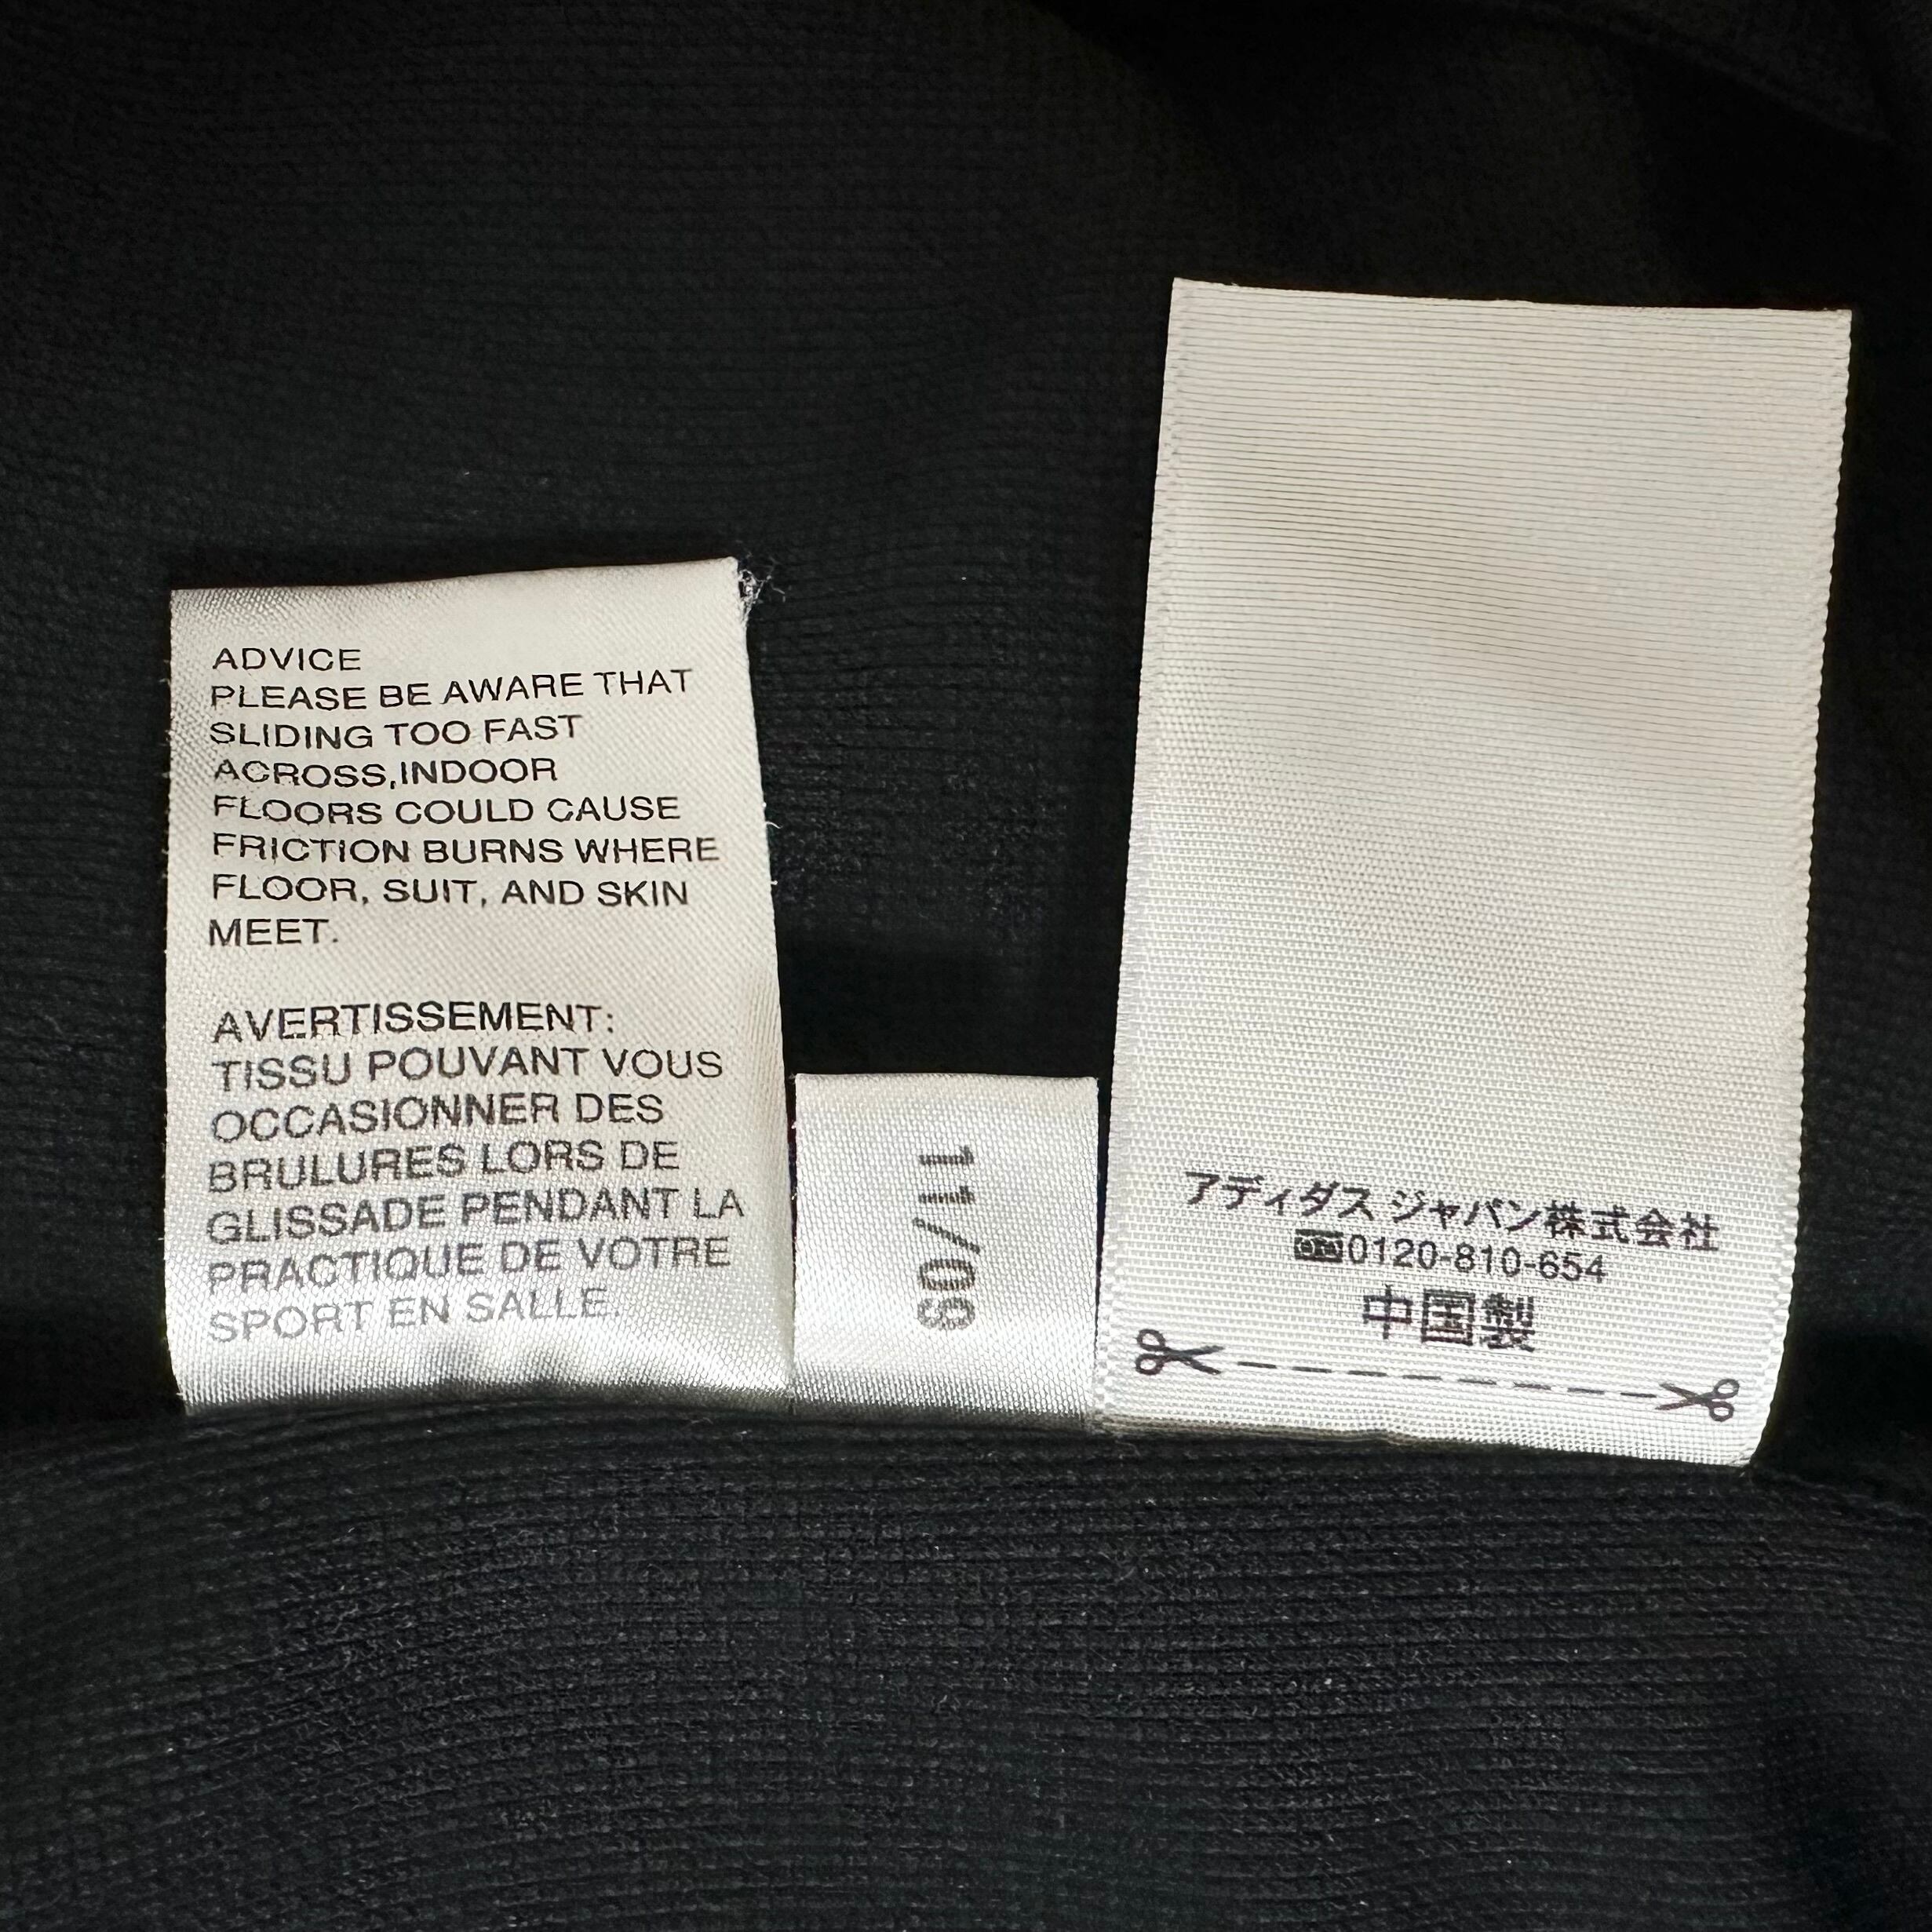 ADVICE
PLEASE BE AWARE THAT
SLIDING TOO FAST
ACROSS,INDOOR
FLOORS COULD CAUSE
FRICTION BURNS WHERE
FLOOR, SUIT, AND SKIN
MEET.
AVERTISSEMENT:
TISSU POUVANT VOUS
OCCASIONNER DES
BRULURES LORS DE
GLISSADE PENDANT LA
PRACTIQUE DE VOTRE
SPORT EN SALLE.
11/09
アディダス ジャパン株式会社
0120-810-654
中国製